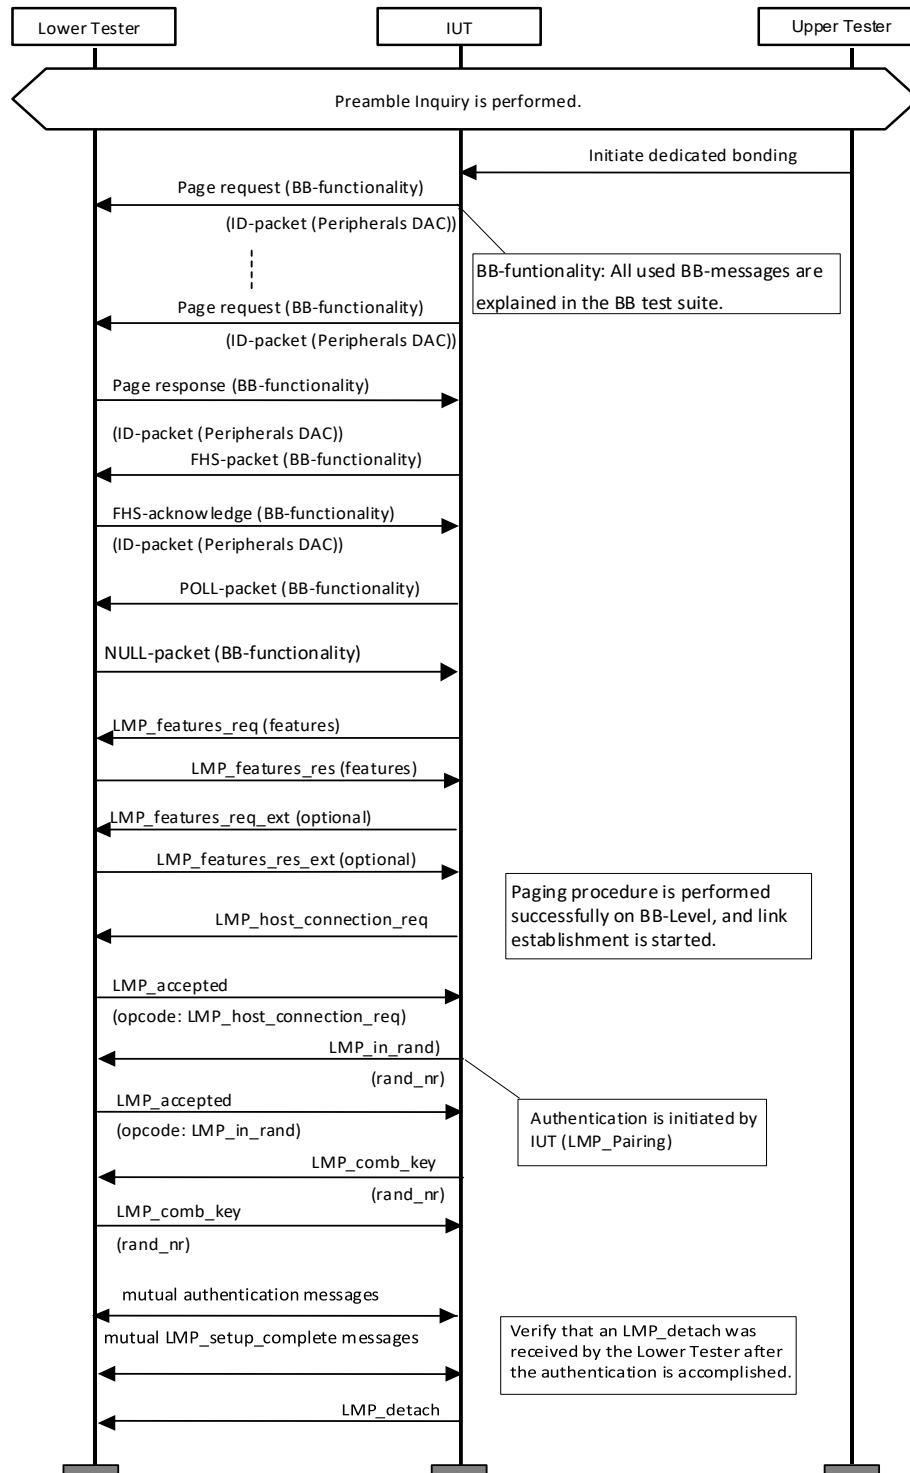 Lower Tester
IUT
Upper Tester
Preamble Inquiry is performed.
Initiate dedicated bonding
Page request (BB-functionality)
(ID-packet (Peripherals DAC))
BB-funtionality: All used BB-messages are
explained in the BB test suite.
Page request (BB-functionality)
(ID-packet (Peripherals DAC))
Page response (BB-functionality)
(ID-packet (Peripherals DAC))
FHS-packet (BB-functionality)
FHS-acknowledge (BB-functionality)
(ID-packet (Peripherals DAC))
POLL-packet (BB-functionality)
NULL-packet (BB-functionality)
LMP_features_req (features)
LMP_features_res (features)
LMP_features_req_ext (optional)
LMP_features_res_ext (optional)
Paging procedure is performed
successfully on BB-Level, and link
establishment is started.
LMP_host_connection_req
LMP_accepted
(opcode: LMP_host_connection_req)
LMP_in_rand)
(rand_nr)
LMP_accepted
(opcode: LMP_in_rand)
Authentication is initiated by
IUT (LMP_Pairing)
LMP_comb_key
(rand_nr)
LMP_comb_key
(rand_nr)
mutual authentication messages
mutual LMP_setup_complete messages
Verify that an LMP_detach was
received by the Lower Tester after
the authentication is accomplished.
LMP_detach